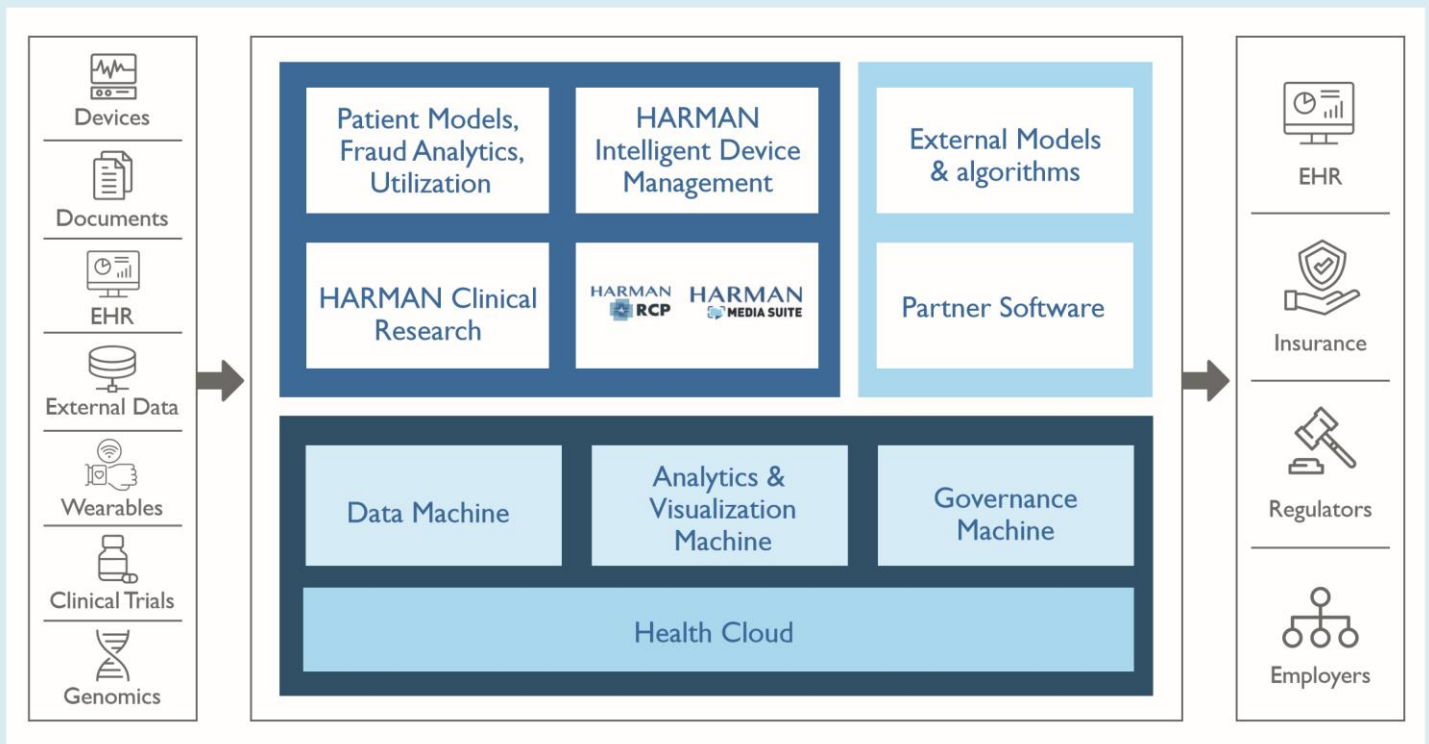 Devices
Documents
EHR
External Data
Wearables
Clinical Trials
Genomics
Patient Models,
Fraud Analytics,
Utilization
HARMAN
Intelligent Device
Management
HARMAN Clinical
Research
HARMAN
RCP
HARMAN
MEDIA SUITE
External Models
& algorithms
Partner Software
Data Machine
Analytics &
Visualization
Machine
Governance
Machine
Health Cloud
EHR
Insurance
Regulators
Employers